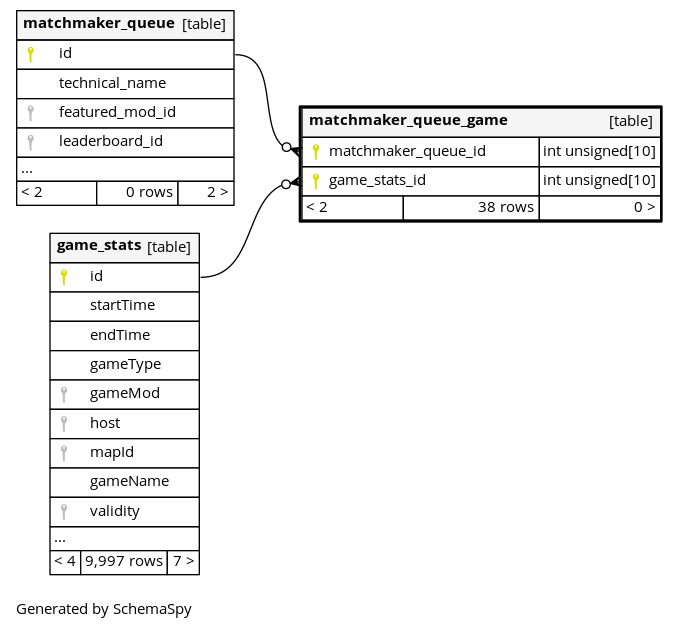 matchmaker_queue [table]
id
technical_name
featured_mod_id
leaderboard_id
...
< 2 0 rows 2 >
matchmaker_queue_game [table]
matchmaker_queue_id int unsigned[10]
game_stats_id int unsigned[10]
< 2 38 rows 0 >
game_stats [table]
id
startTime
endTime
gameType
gameMod
host
mapId
gameName
validity
...
< 4 9,997 rows 7 >
Generated by SchemaSpy